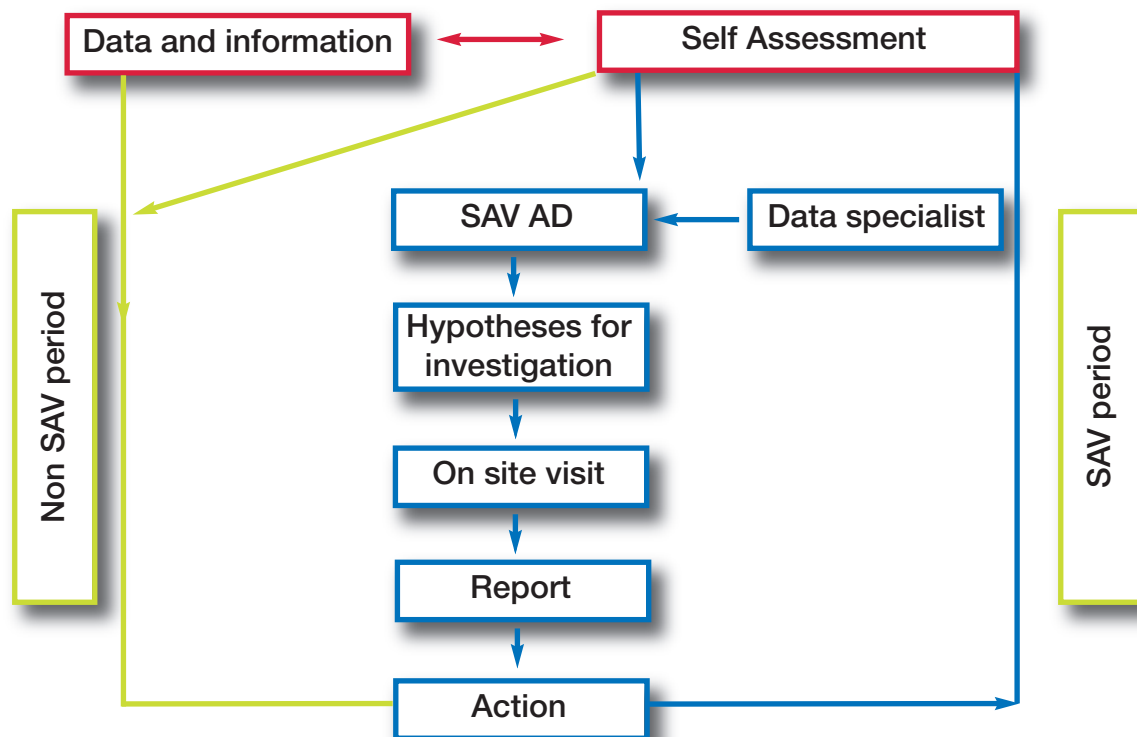 Data and information
Self Assessment
SAV AD
Data specialist
Non SAV period
SAV period
Hypotheses for
investigation
On site visit
Report
Action